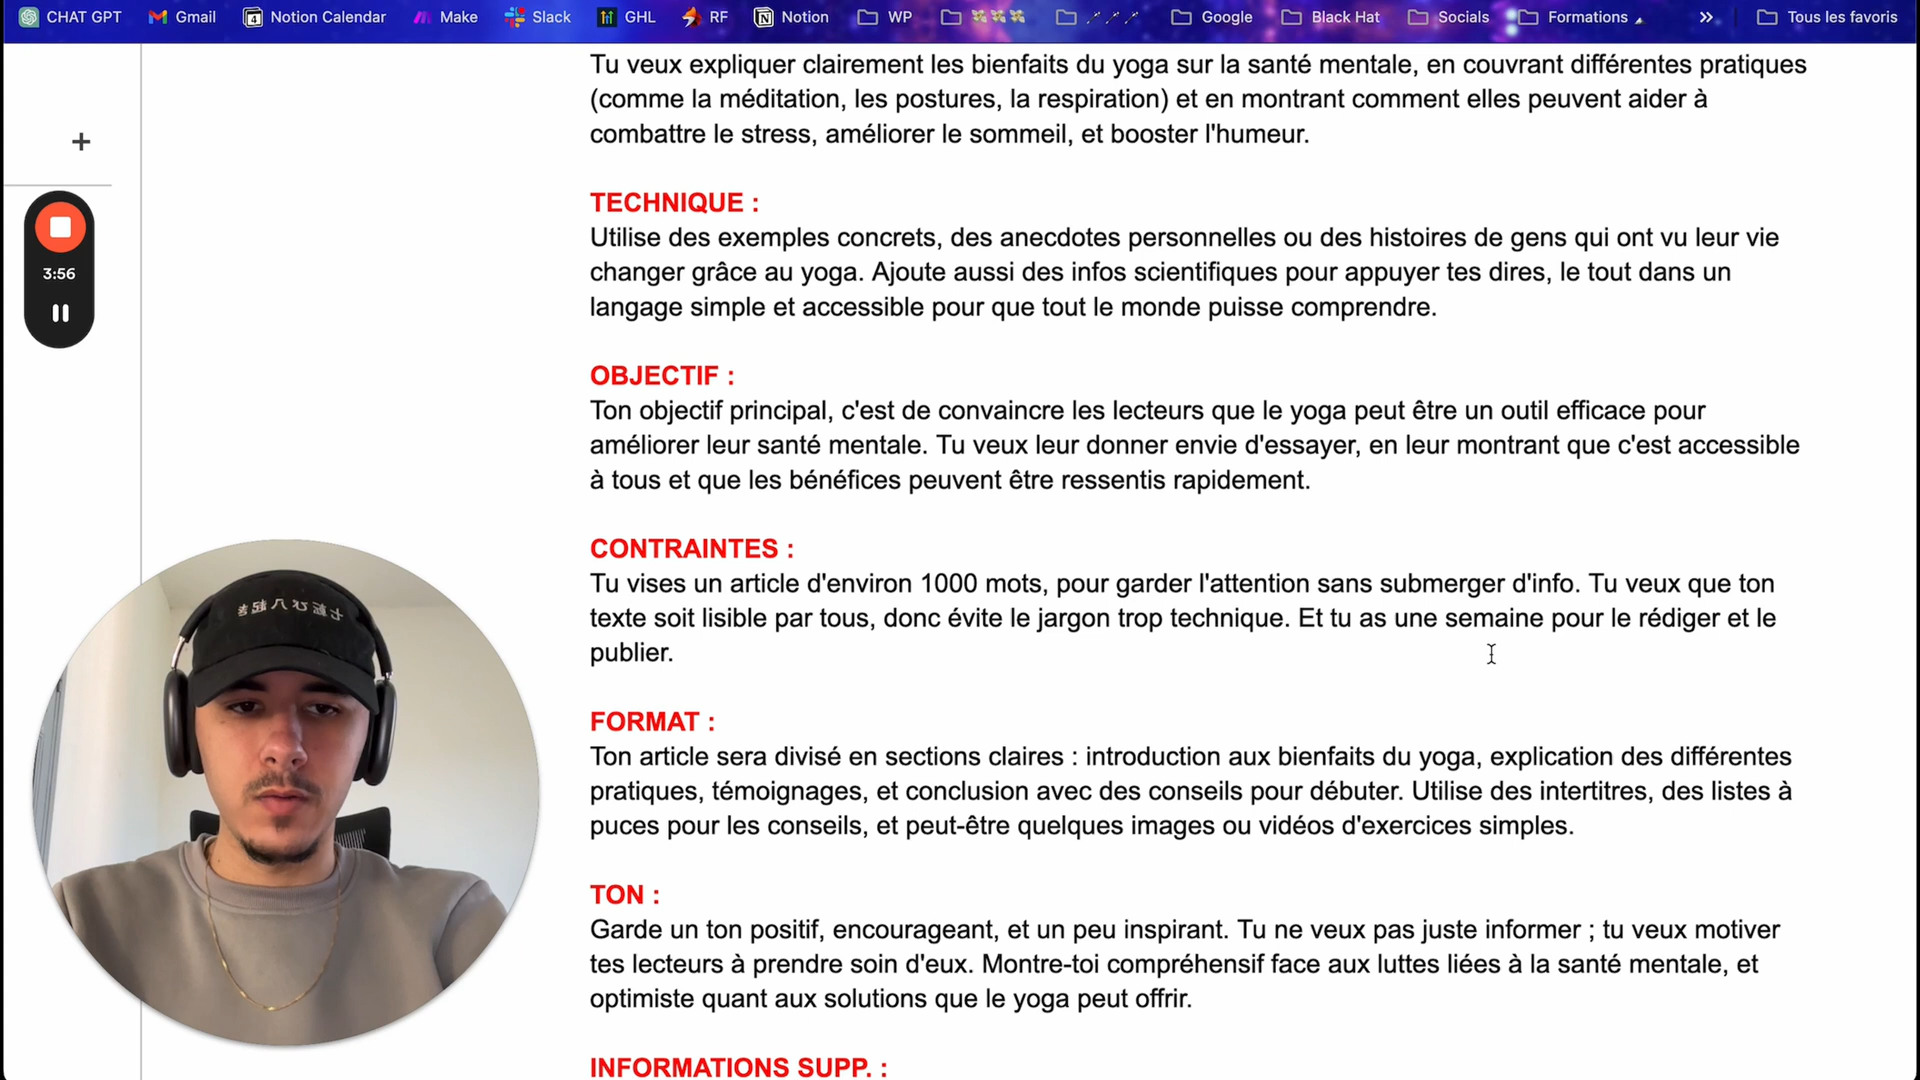 CHAT GPT
Gmail
4 Notion Calendar
Make
Slack
GHL
RF
Notion
WP
Google
Black Hat
Socials
Formations
Tous les favoris
Tu veux expliquer clairement les bienfaits du yoga sur la santé mentale, en couvrant différentes pratiques
(comme la méditation, les postures, la respiration) et en montrant comment elles peuvent aider à
combattre le stress, améliorer le sommeil, et booster l'humeur.
3:56
TECHNIQUE :
Utilise des exemples concrets, des anecdotes personnelles ou des histoires de gens qui ont vu leur vie
changer grâce au yoga. Ajoute aussi des infos scientifiques pour appuyer tes dires, le tout dans un
langage simple et accessible pour que tout le monde puisse comprendre.
OBJECTIF :
Ton objectif principal, c'est de convaincre les lecteurs que le yoga peut être un outil efficace pour
améliorer leur santé mentale. Tu veux leur donner envie d'essayer, en leur montrant que c'est accessible
à tous et que les bénéfices peuvent être ressentis rapidement.
CONTRAINTES :
Tu vises un article d'environ 1000 mots, pour garder l'attention sans submerger d'info. Tu veux que ton
texte soit lisible par tous, donc évite le jargon trop technique. Et tu as une semaine pour le rédiger et le
publier.
七転び八起き
FORMAT :
Ton article sera divisé en sections claires : introduction aux bienfaits du yoga, explication des différentes
pratiques, témoignages, et conclusion avec des conseils pour débuter. Utilise des intertitres, des listes à
puces pour les conseils, et peut-être quelques images ou vidéos d'exercices simples.
TON :
Garde un ton positif, encourageant, et un peu inspirant. Tu ne veux pas juste informer ; tu veux motiver
tes lecteurs à prendre soin d'eux. Montre-toi compréhensif face aux luttes liées à la santé mentale, et
optimiste quant aux solutions que le yoga peut offrir.
INFORMATIONS SUPP. :